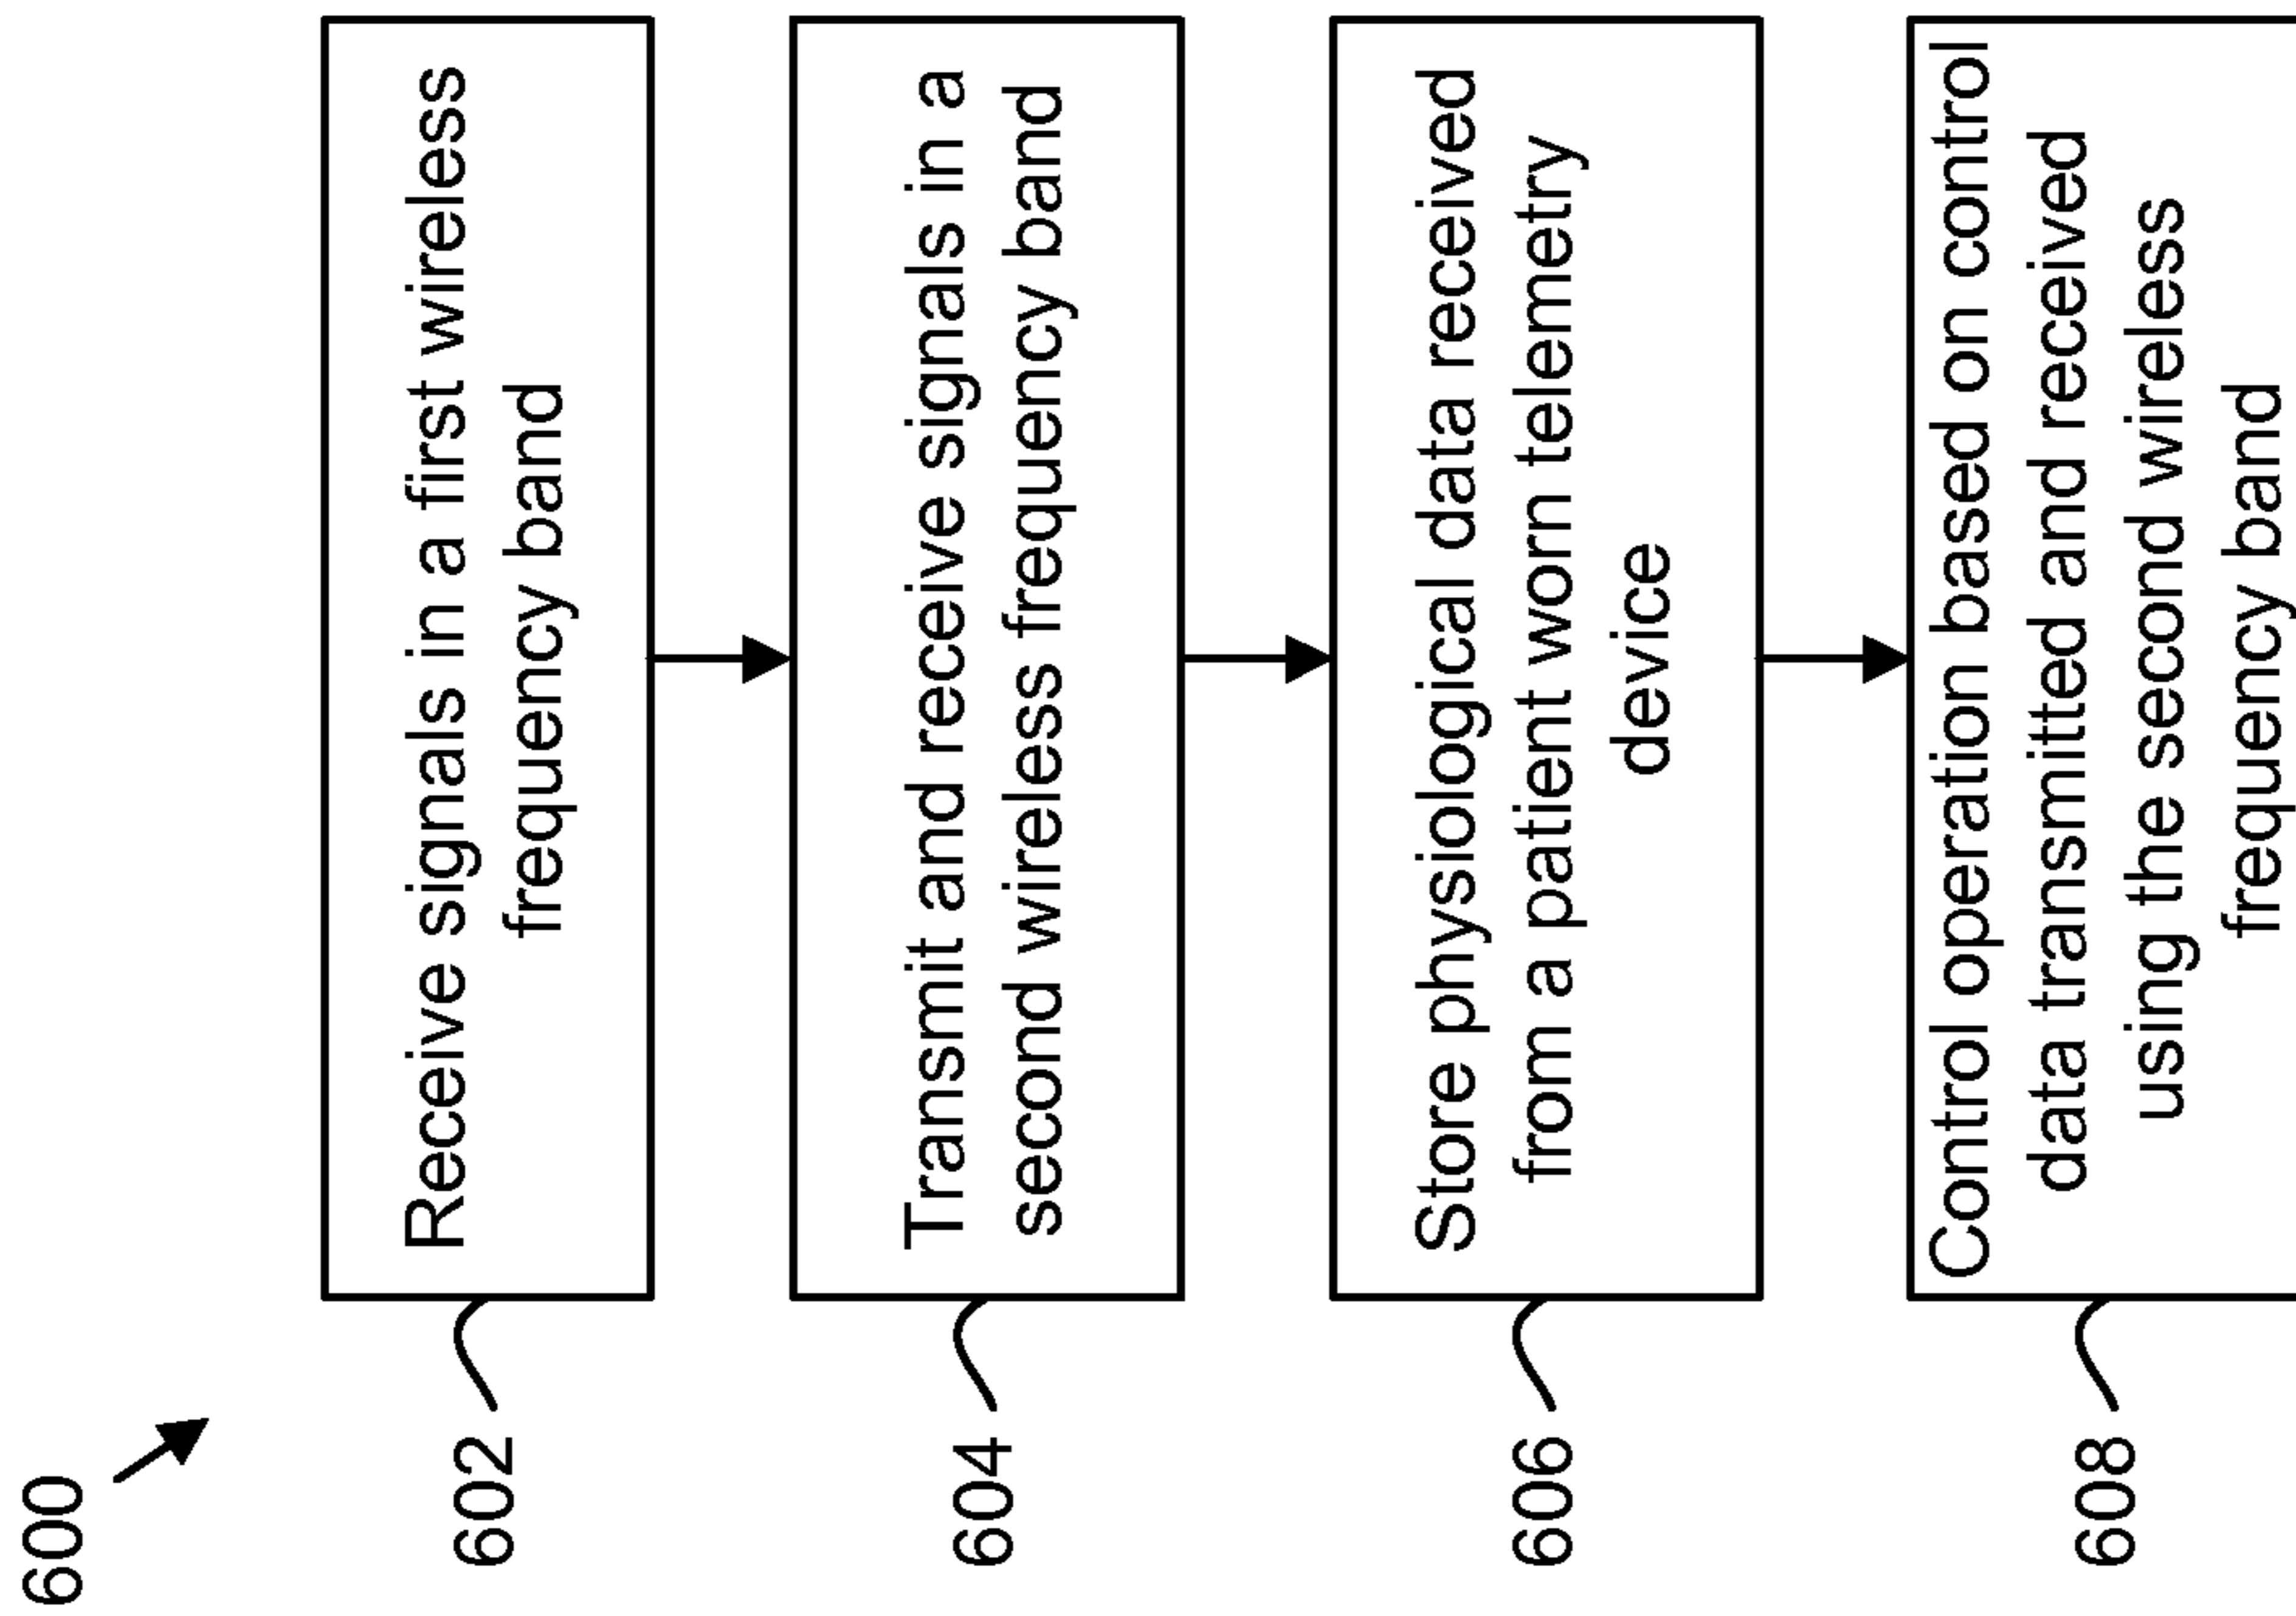 600
602
Receive signals in a first wireless
frequency band
604
Transmit and receive signals in a
second wireless frequency band
606
Store physiological data received
from a patient worn telemetry
device
608
Control operation based on control
data transmitted and received
using the second wireless
frequency band